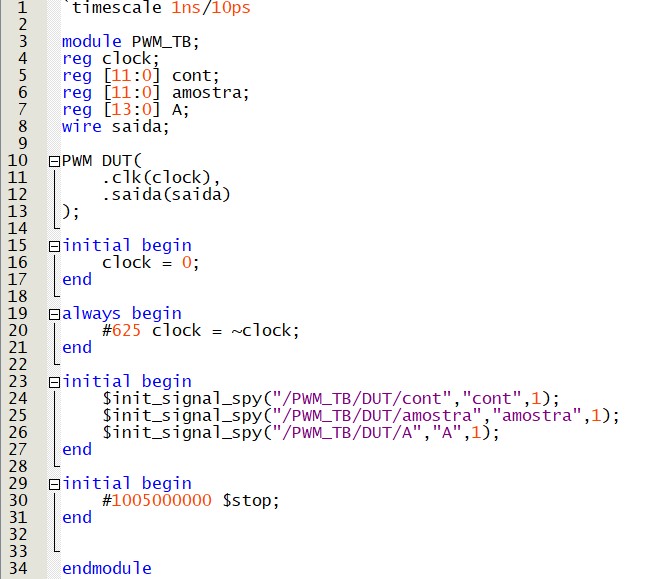 1 `timescale 1ns/10ps
2
3 module PWM_TB;
4 reg clock;
5 reg [11:0] cont;
6 reg [11:0] amostra;
7 reg [13:0] A;
8 wire saida;
9
10 PWM DUT(
11     .clk(clock),
12     .saida(saida)
13 );
14
15 initial begin
16     clock = 0;
17 end
18
19 always begin
20     #625 clock = ~clock;
21 end
22
23 initial begin
24     $init_signal_spy("/PWM_TB/DUT/cont","cont",1);
25     $init_signal_spy("/PWM_TB/DUT/amostra","amostra",1);
26     $init_signal_spy("/PWM_TB/DUT/A","A",1);
27 end
28
29 initial begin
30     #1005000000 $stop;
31 end
32
33
34 endmodule